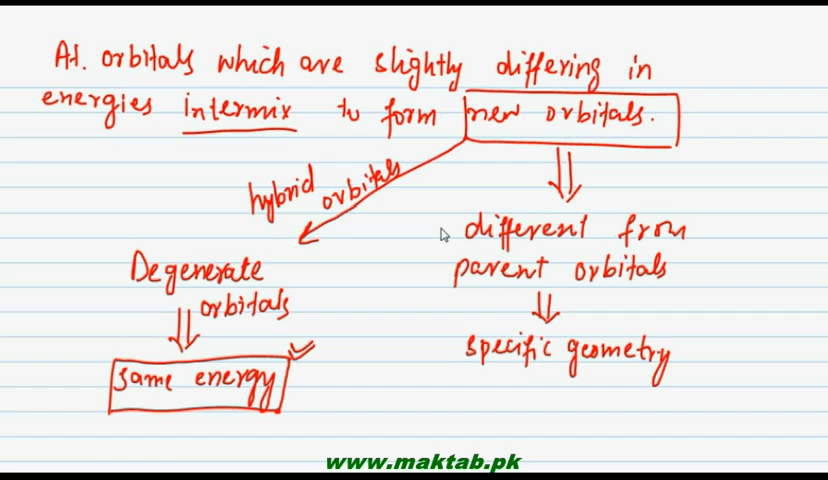 At. orbitals which are slightly differing in
energies intermix to form new orbitals.
hybrid orbitals
different from
parent orbitals
Degenerate
orbitals
specific geometry
same energy
www.maktab.pk